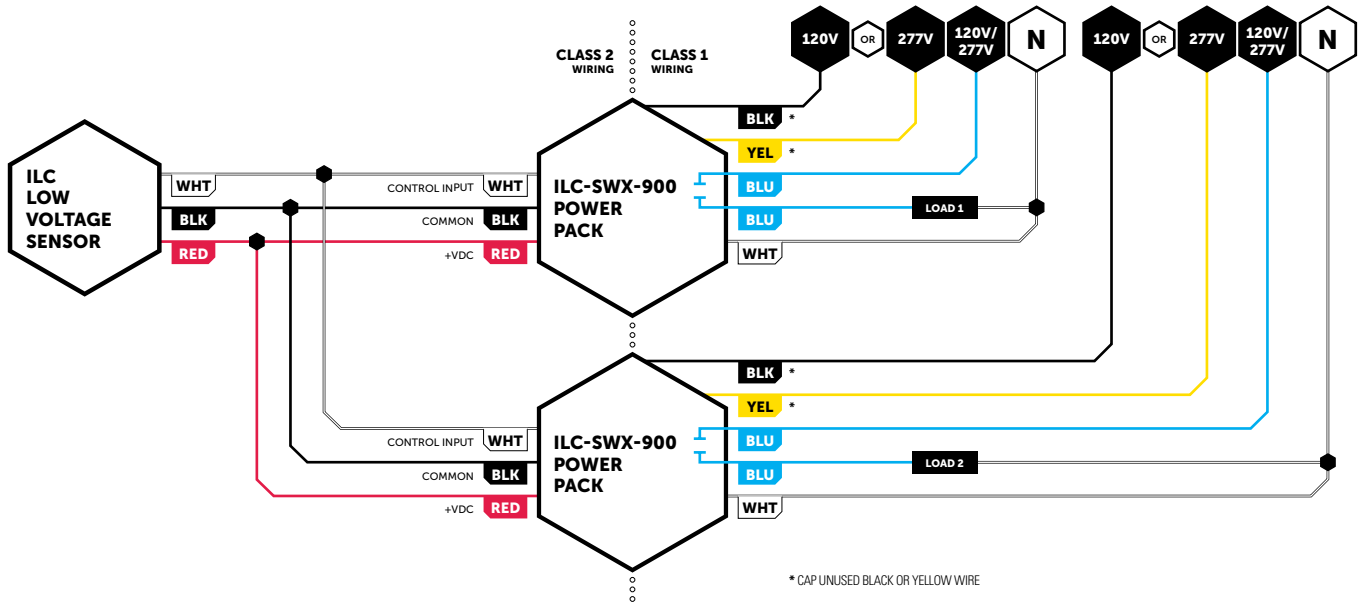 120V
OR
277V
120V/
277V
N
120V
OR
277V
120V/
277V
N
CLASS 2
WIRING
CLASS 1
WIRING
BLK *
YEL *
ILC
LOW
VOLTAGE
SENSOR
WHT
BLK
RED
CONTROL INPUT WHT
COMMON BLK
+VDC RED
ILC-SWX-900
POWER
PACK
BLU
BLU
LOAD 1
WHT
BLK *
YEL *
CONTROL INPUT WHT
COMMON BLK
+VDC RED
ILC-SWX-900
POWER
PACK
BLU
BLU
LOAD 2
WHT
* CAP UNUSED BLACK OR YELLOW WIRE